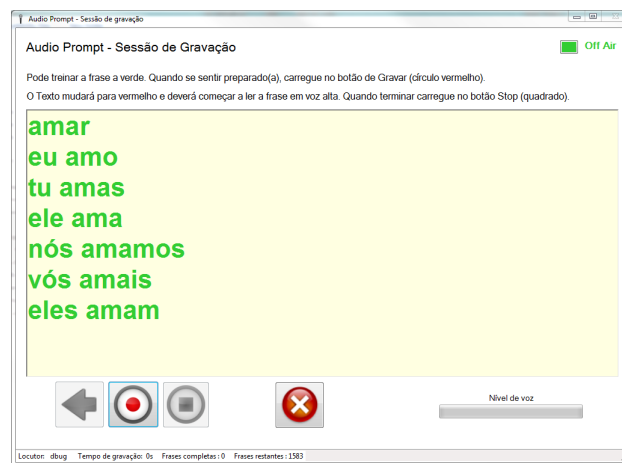 Audio Prompt - Sessão de gravação
Audio Prompt - Sessão de Gravação
Off Air
Pode treinar a frase a verde. Quando se sentir preparado(a), carregue no botão de Gravar (círculo vermelho).
O Texto mudará para vermelho e deverá começar a ler a frase em voz alta. Quando terminar carregue no botão Stop (quadrado).
amar
eu amo
tu amas
ele ama
nós amamos
vós amais
eles amam
Nível de voz
Locutor: dbug Tempo de gravação: 0s Frases completas : 0 Frases restantes : 1583